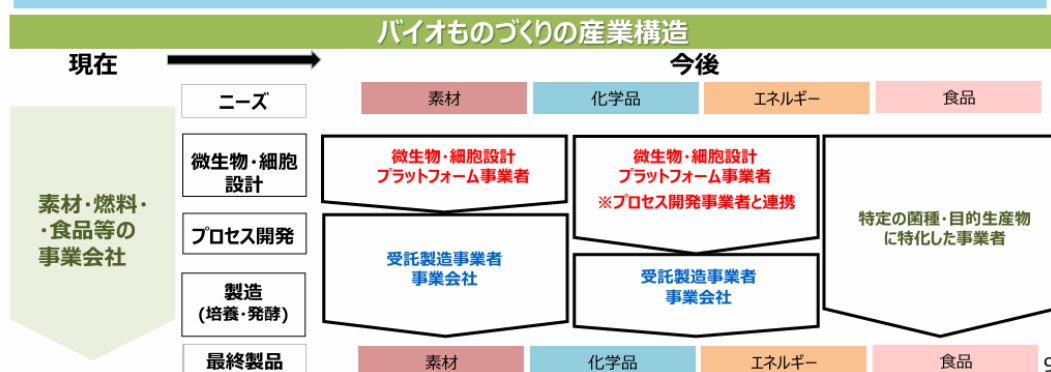 バイオものづくりの産業構造
現在
今後
ニーズ
素材
化学品
エネルギー
食品
素材・燃料・
・食品等の
事業会社
微生物・細胞
設計
プロセス開発
製造
(培養・発酵)
微生物・細胞設計
プラットフォーム事業者
受託製造事業者
事業会社
微生物・細胞設計
プラットフォーム事業者
※プロセス開発事業者と連携
受託製造事業者
事業会社
特定の菌種・目的生産物
に特化した事業者
最終製品
素材
化学品
エネルギー
食品